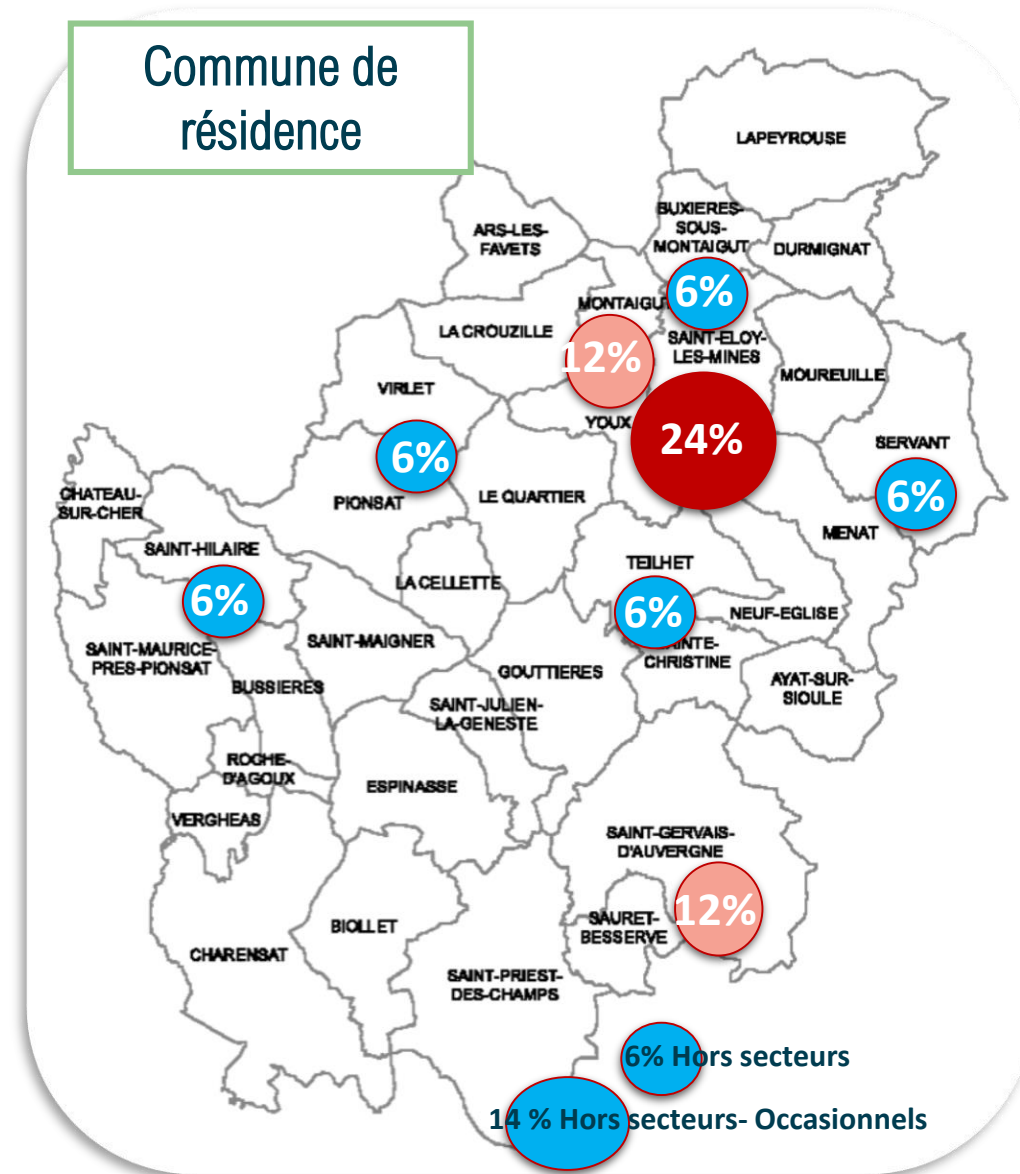 Commune de
résidence
LAPEYROUSE
BUXIERES-
SOUS-
MONTAIGUT
ARS-LES-
FAVETS
DURMIGNAT
6%
MONTAIGUT
LA CROUZILLE
SAINT-ELOY-
LES-MINES
12%
MOUREUILLE
VIRLET
YOUX
24%
SERVANT
6%
6%
PIONSAT
LE QUARTIER
CHATEAU-
SUR-CHER
MENAT
SAINT-HILAIRE
TEILHET
LA CELLETTE
6%
6%
NEUF-EGLISE
SAINT-MAIGNER
SAINT-MAURICE-
PRES-PIONSAT
SAINTE-
CHRISTINE
GOUTTIERES
BUSSIERES
AYAT-SUR-
SIOULE
SAINT-JULIEN-
LA-GENESTE
ROCHE-
D'AGOUX
ESPINASSE
VERGHEAS
SAINT-GERVAIS-
D'AUVERGNE
12%
SAURET-
BESSERVE
BIOLLET
CHARENSAT
SAINT-PRIEST-
DES-CHAMPS
6% Hors secteurs
14 % Hors secteurs- Occasionnels